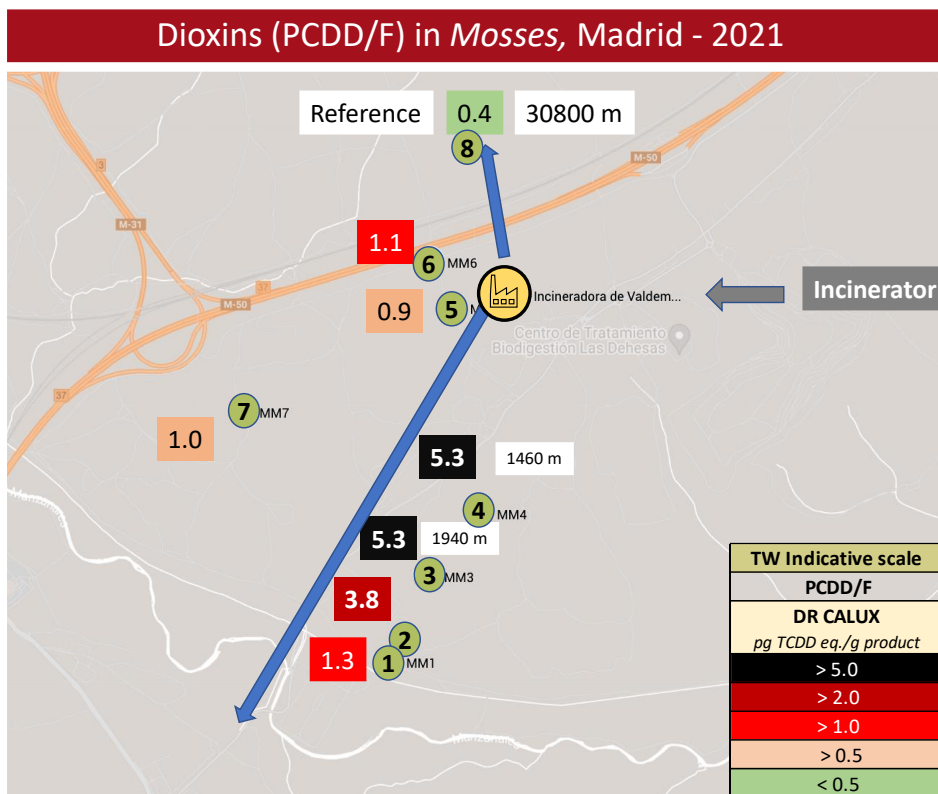 Dioxins (PCDD/F) in Mosses, Madrid - 2021
Reference 0.4 30800 m
8
3
M-50
M-31
1.1
6 MM6
37
M-50
0.9
5 M
Incineradora de Valdem...
Incinerator
Centro de Tratamiento
Biodigestión Las Dehesas
37
7 MM7
1.0
5.3 1460 m
4 MM4
Manzanares
5.3 1940 m
3 MM3
3.8
2
1.3
1 MM1
Manzanares
TW Indicative scale
PCDD/F
DR CALUX
pg TCDD eq./g product
> 5.0
> 2.0
> 1.0
> 0.5
< 0.5